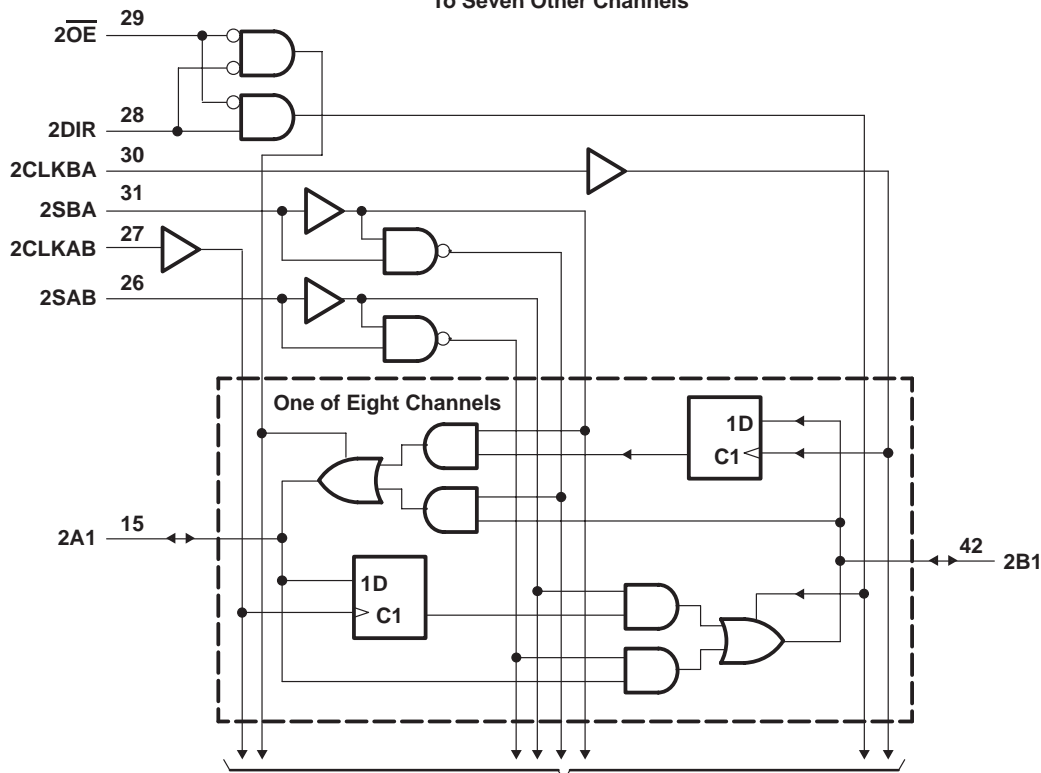 To Seven Other Channels
2O̅E̅ 29
2DIR 28
2CLKBA 30
2SBA 31
2CLKAB 27
2SAB 26
One of Eight Channels
1D
C1
2A1 15
42 2B1
1D
C1